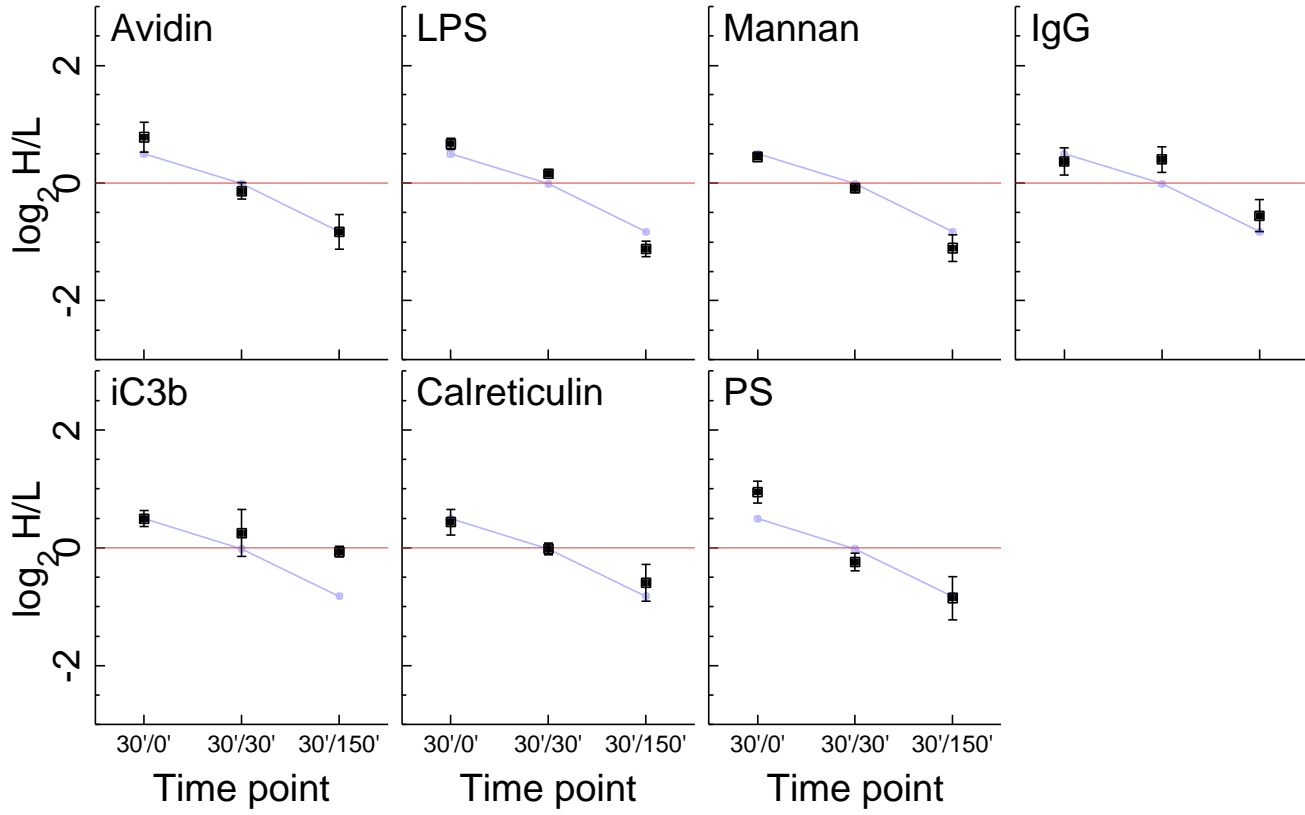 Avidin
LPS
Mannan
IgG
2
0
-2
log2 H/L
iC3b
Calreticulin
PS
2
0
-2
log2 H/L
30'/0' 30'/30' 30'/150'
30'/0' 30'/30' 30'/150'
30'/0' 30'/30' 30'/150'
Time point
Time point
Time point